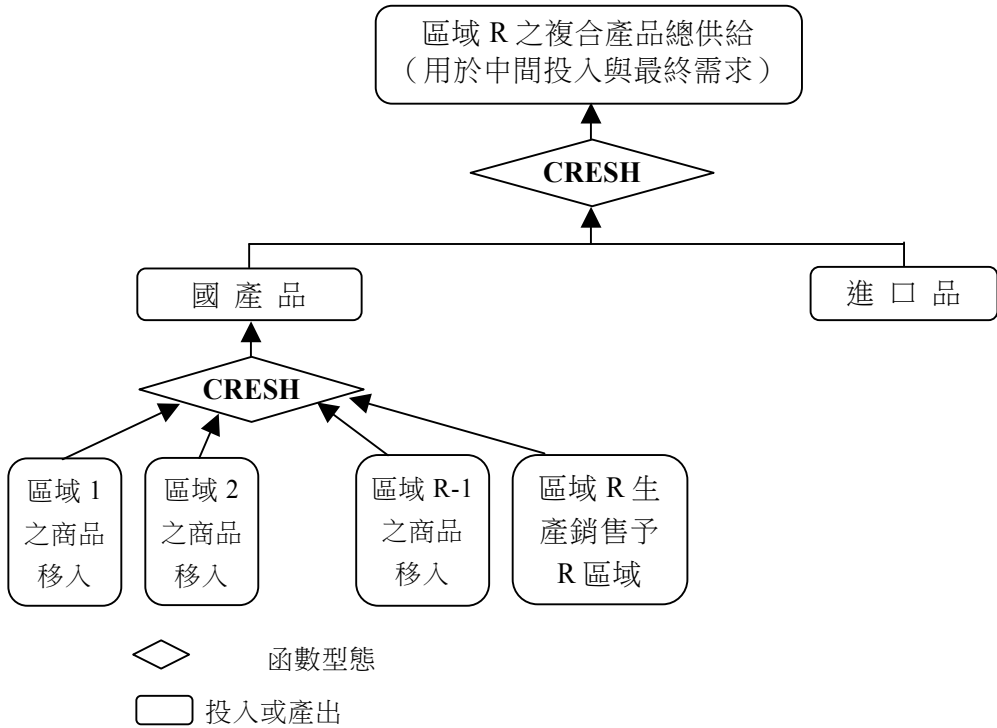 區域 R 之複合產品總供給
（用於中間投入與最終需求）
CRESH
國 產 品
進 口 品
CRESH
區域 1
之商品
移入
區域 2
之商品
移入
區域 R-1
之商品
移入
區域 R 生
產銷售予
R 區域
函數型態
投入或產出